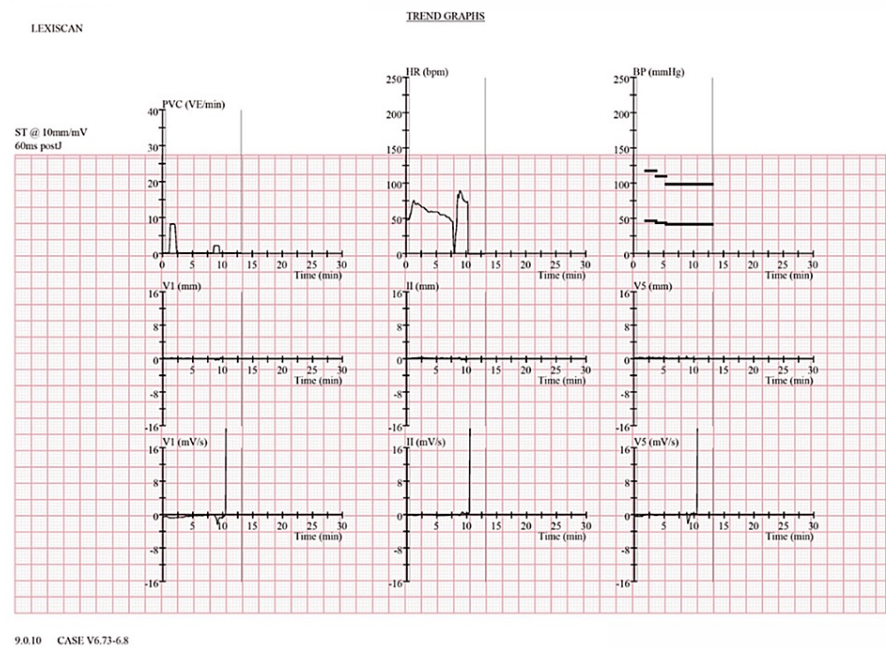 TREND GRAPHS
LEXISCAN
HR (bpm)
BP (mmHg)
PVC (VE/min)
ST @ 10mm/mV
60ms postJ
40
30
20
10
0
0 5 10 15 20 25 30
Time (min)
250
200
150
100
50
0
0 5 10 15 20 25 30
Time (min)
250
200
150
100
50
0
0 5 10 15 20 25 30
Time (min)
V1 (mm)
16
8
0
-8
-16
5 10 15 20 25 30
Time (min)
II (mm)
16
8
0
-8
-16
5 10 15 20 25 30
Time (min)
V5 (mm)
16
8
0
-8
-16
5 10 15 20 25 30
Time (min)
V1 (mV/s)
16
8
0
-8
-16
5 10 15 20 25 30
Time (min)
II (mV/s)
16
8
0
-8
-16
5 10 15 20 25 30
Time (min)
V5 (mV/s)
16
8
0
-8
-16
5 10 15 20 25 30
Time (min)
9.0.10 CASE V6.73-6.8